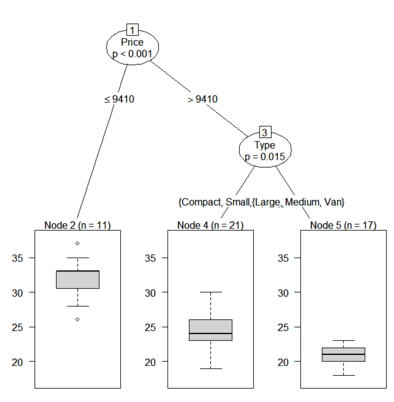 1
Price
p < 0.001
≤ 9410
> 9410
3
Type
p = 0.015
{Compact, Small, {Large, Medium, Van}
Node 2 (n = 11)
Node 4 (n = 21)
Node 5 (n = 17)
35
30
25
20
35
30
25
20
35
30
25
20